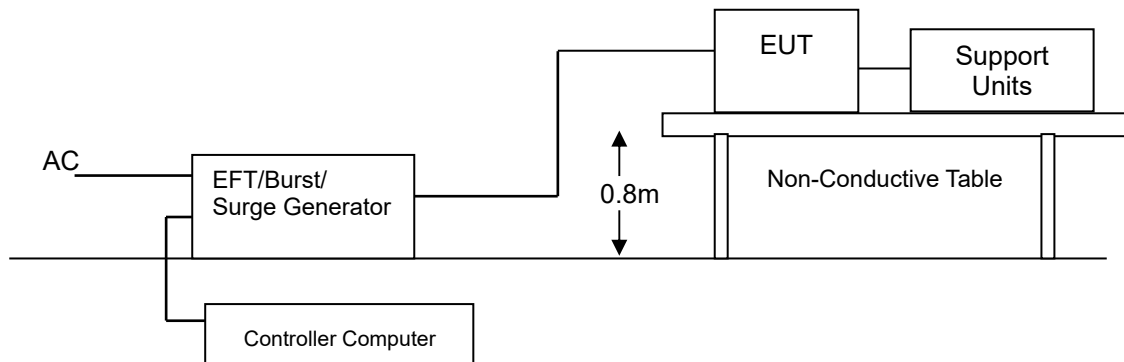 EUT
Support
Units
AC
EFT/Burst/
Surge Generator
0.8m
Non-Conductive Table
Controller Computer